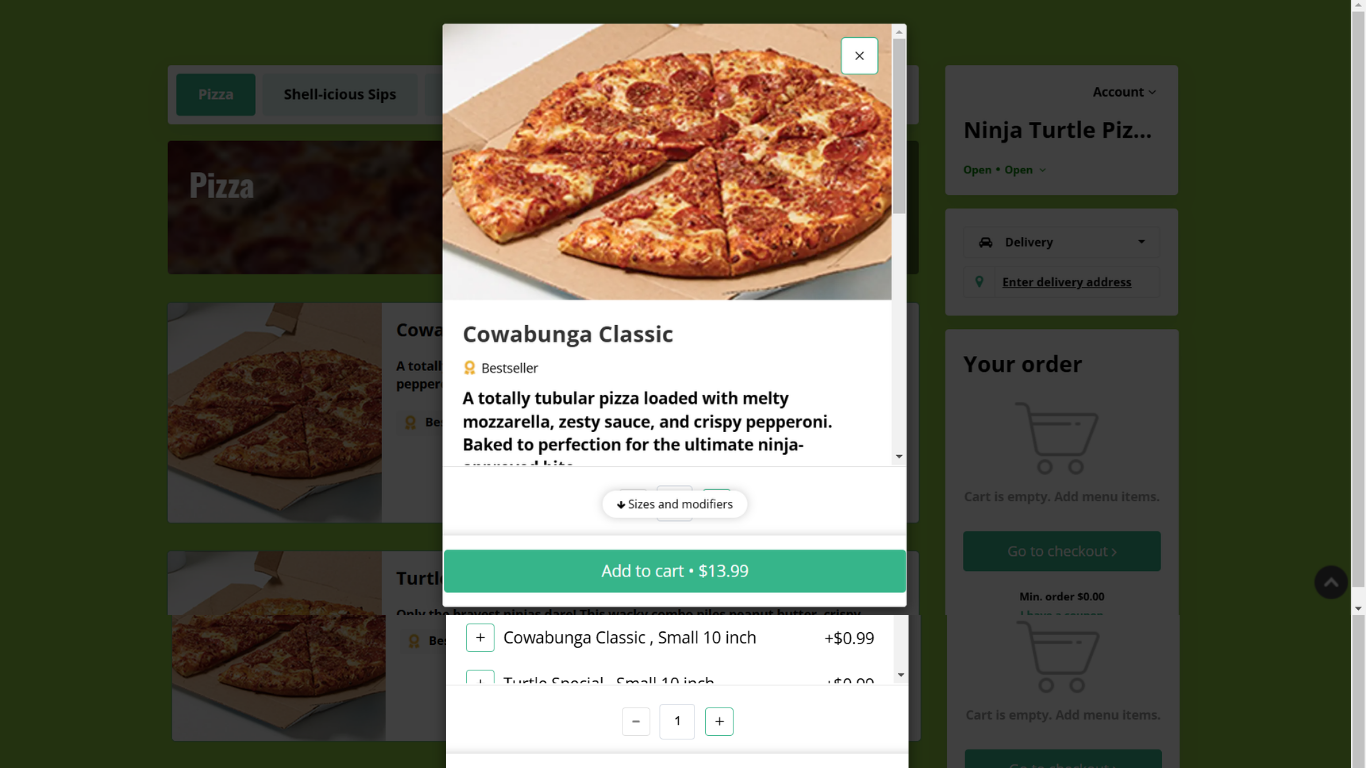 Pizza
Shell-icious Sips
Account
Ninja Turtle Piz...
Open • Open
Pizza
Delivery
Enter delivery address
Cowa
A totall
pepper
Bes
Cowabunga Classic
Bestseller
A totally tubular pizza loaded with melty
mozzarella, zesty sauce, and crispy pepperoni.
Baked to perfection for the ultimate ninja-
Your order
Cart is empty. Add menu items.
Sizes and modifiers
Go to checkout
Add to cart • $13.99
Turtl
Min. order $0.00
Only the bravest ninjas dare! This wacky combo piles peanut butter, crispy
I have a coupon
Bes
+ Cowabunga Classic , Small 10 inch +$0.99
+ Turtle Special , Small 10 inch +$0.99
− 1 +
Cart is empty. Add menu items.
Go to checkout